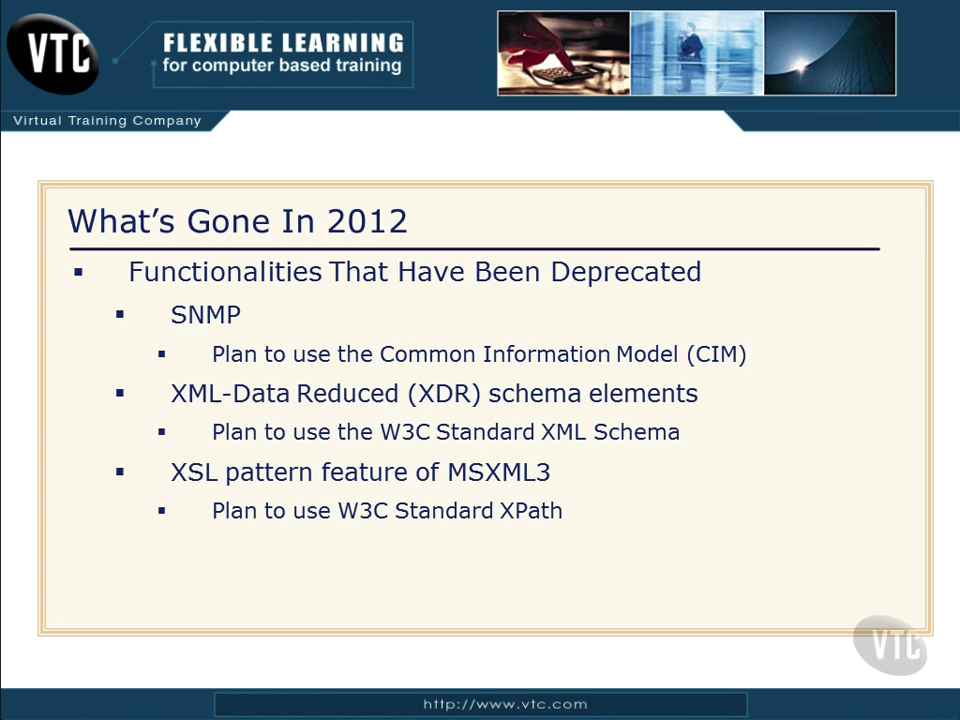 VTC
FLEXIBLE LEARNING
for computer based training
Virtual Training Company
What's Gone In 2012
▪ Functionalities That Have Been Deprecated
▪ SNMP
▪ Plan to use the Common Information Model (CIM)
▪ XML-Data Reduced (XDR) schema elements
▪ Plan to use the W3C Standard XML Schema
▪ XSL pattern feature of MSXML3
▪ Plan to use W3C Standard XPath
VTC
http://www.vtc.com